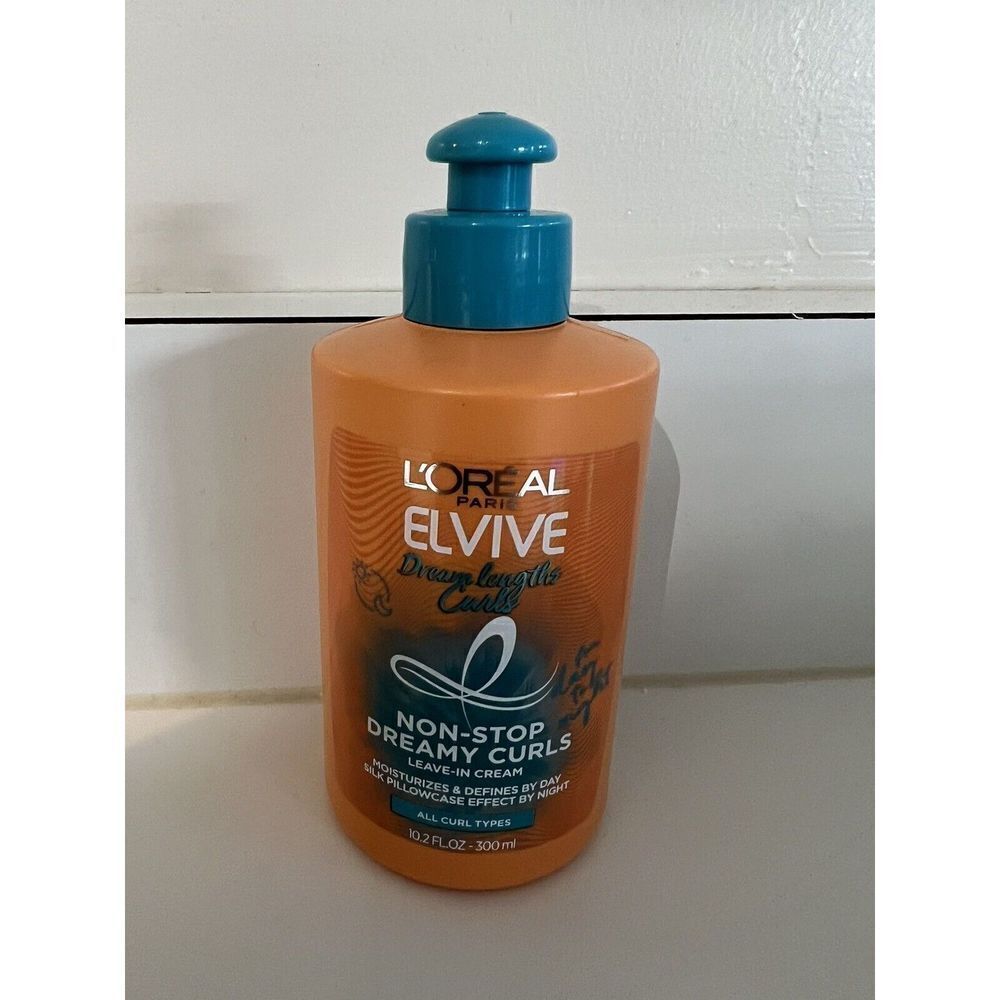 L'ORÉAL
PARIS
ELVIVE
Dream lengths
Curls
NON-STOP
DREAMY CURLS
LEAVE-IN CREAM
MOISTURIZES & DEFINES BY DAY
SILK PILLOWCASE EFFECT BY NIGHT
ALL CURL TYPES
10.2 FL.OZ - 300 ml